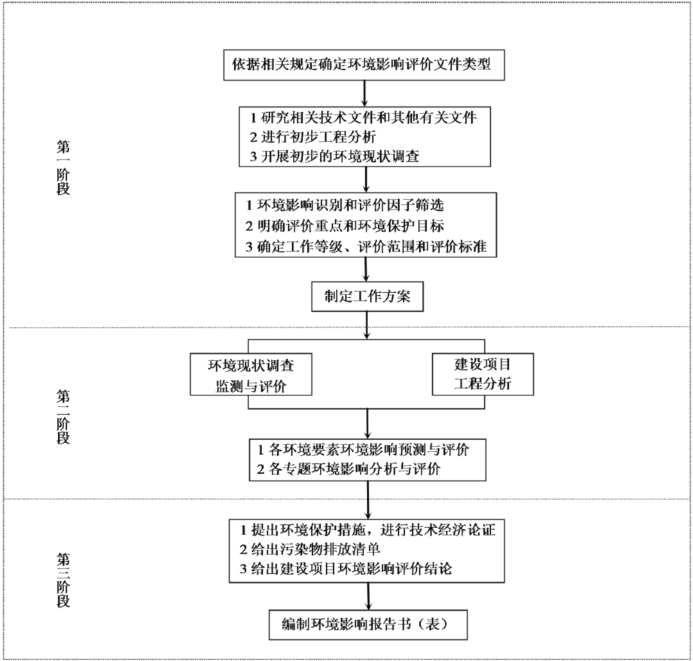 依据相关规定确定环境影响评价文件类型
第一阶段
1 研究相关技术文件和其他有关文件
2 进行初步工程分析
3 开展初步的环境现状调查
1 环境影响识别和评价因子筛选
2 明确评价重点和环境保护目标
3 确定工作等级、评价范围和评价标准
制定工作方案
第二阶段
环境现状调查
监测与评价
建设项目
工程分析
1 各环境要素环境影响预测与评价
2 各专题环境影响分析与评价
第三阶段
1 提出环境保护措施，进行技术经济论证
2 给出污染物排放清单
3 给出建设项目环境影响评价结论
编制环境影响报告书（表）